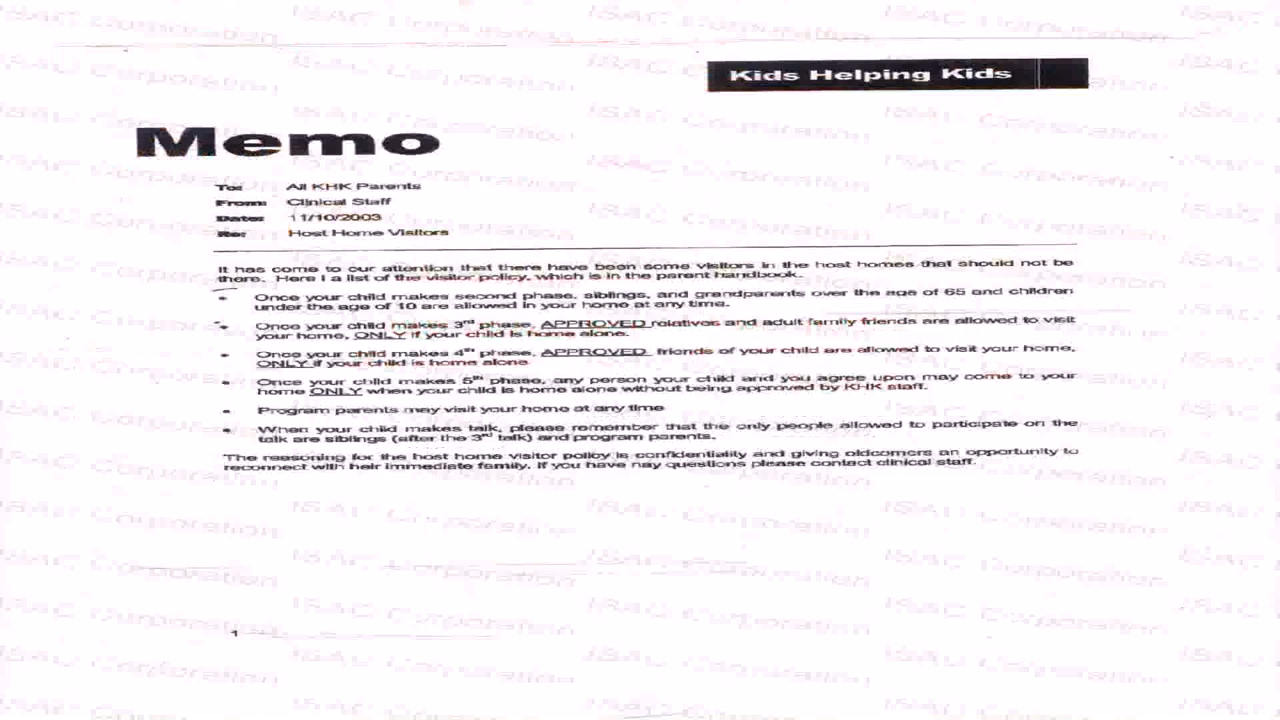 Kids Helping Kids
Memo
To: All KHK Parents
From: Clinical Staff
Date: 11/10/2003
Re: Host Home Visitors
It has come to our attention that there have been some visitors in the host homes that should not be
there. Here I a list of the visitor policy, which is in the parent handbook.
• Once your child makes second phase, siblings, and grandparents over the age of 65 and children
under the age of 10 are allowed in your home at any time.
• Once your child makes 3rd phase, APPROVED relatives and adult family friends are allowed to visit
your home, ONLY if your child is home alone.
• Once your child makes 4th phase, APPROVED friends of your child are allowed to visit your home,
ONLY if your child is home alone.
• Once your child makes 5th phase, any person your child and you agree upon may come to your
home ONLY when your child is home alone without being approved by KHK staff.
• Program parents may visit your home at any time
• When your child makes talk, please remember that the only people allowed to participate on the
talk are siblings (after the 3rd talk) and program parents.
The reasoning for the host home visitor policy is confidentiality and giving oldcomers an opportunity to
reconnect with heir immediate family. If you have nay questions please contact clinical staff.
1
ISAC Corporation